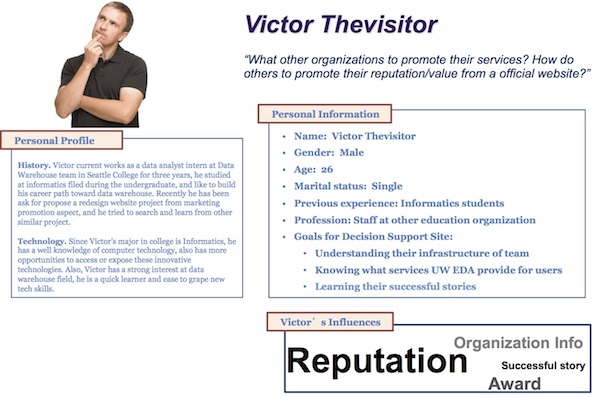 Victor Thevisitor
“What other organizations to promote their services? How do
others to promote their reputation/value from a official website?”
Personal Profile
History. Victor current works as a data analyst intern at Data
Warehouse team in Seattle College for three years, he studied
at informatics filed during the undergraduate, and like to build
his career path toward data warehouse. Recently he has been
ask for propose a redesign website project from marketing
promotion aspect, and he tried to search and learn from other
similar project.
Technology. Since Victor's major in college is Informatics, he
has a well knowledge of computer technology, also has more
opportunities to access or expose these innovative
technologies. Also, Victor has a strong interest at data
warehouse field, he is a quick learner and ease to grape new
tech skills.
Personal Information
• Name: Victor Thevisitor
• Gender: Male
• Age: 26
• Marital status: Single
• Previous experience: Informatics students
• Profession: Staff at other education organization
• Goals for Decision Support Site:
• Understanding their infrastructure of team
• Knowing what services UW EDA provide for users
• Learning their successful stories
Victor's Influences
Organization Info
Reputation
Successful story
Award